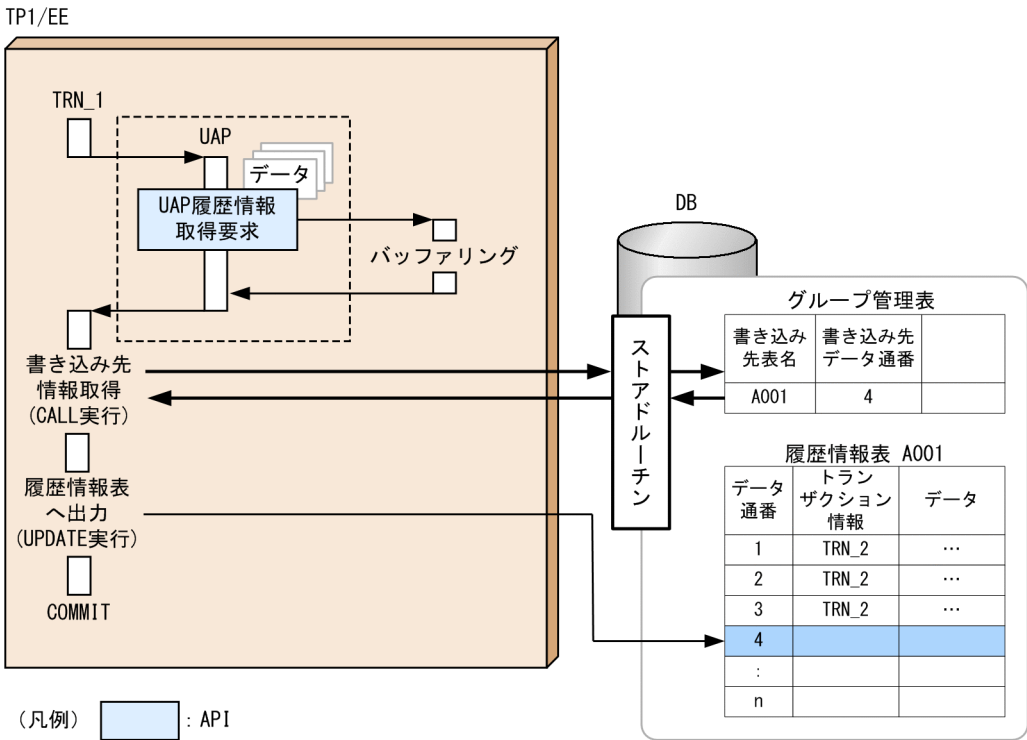 TP1/EE
TRN_1
UAP
データ
UAP履歴情報
取得要求
バッファリング
書き込み先
情報取得
(CALL実行)
履歴情報表
へ出力
(UPDATE実行)
COMMIT
DB
ストアドルーチン
グループ管理表
書き込み
先表名
書き込み先
データ通番
A001
4
履歴情報表 A001
データ
通番
トラン
ザクション
情報
データ
1 TRN_2 …
2 TRN_2 …
3 TRN_2 …
4
:
n
(凡例) : API